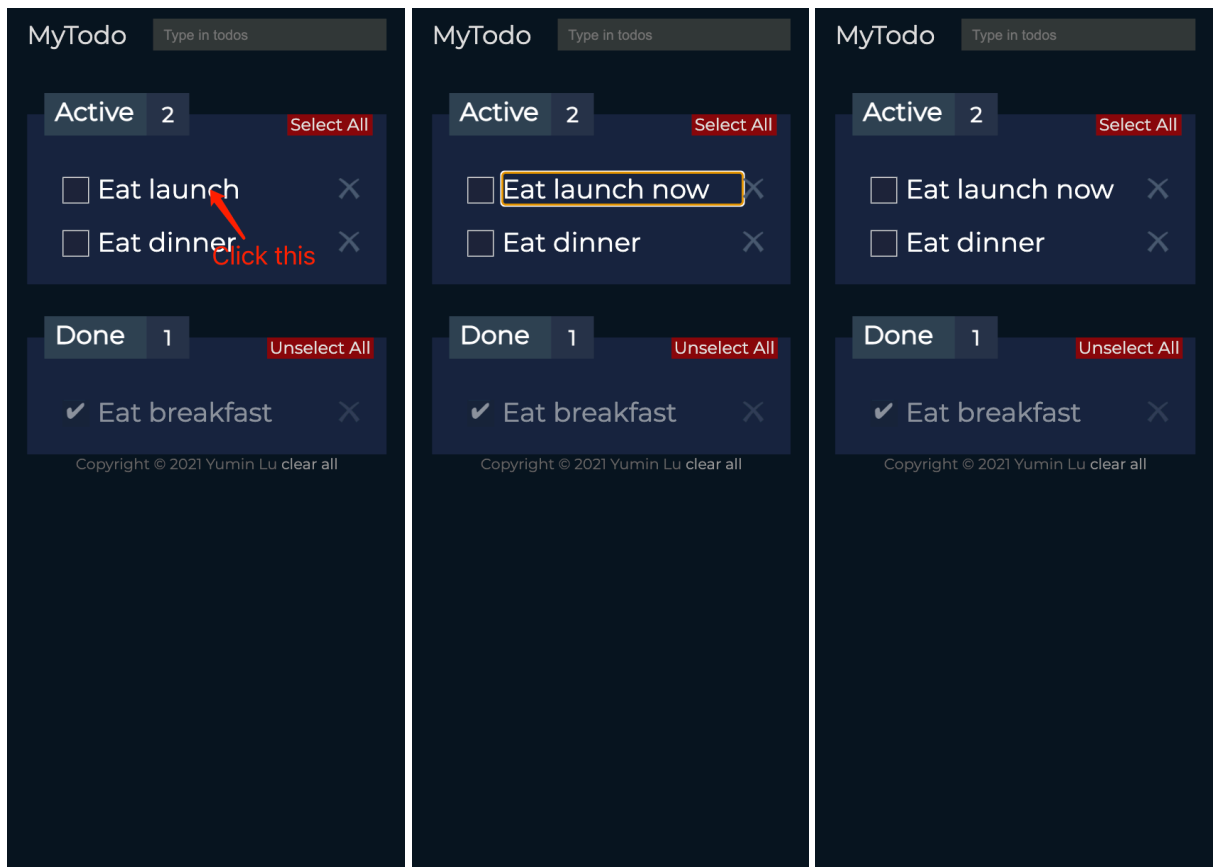 MyTodo Type in todos
Active 2
Select All
Eat launch
Eat dinner
Click this
Done 1
Unselect All
✔ Eat breakfast
Copyright © 2021 Yumin Lu clear all
MyTodo Type in todos
Active 2
Select All
Eat launch now
Eat dinner
Done 1
Unselect All
✔ Eat breakfast
Copyright © 2021 Yumin Lu clear all
MyTodo Type in todos
Active 2
Select All
Eat launch now
Eat dinner
Done 1
Unselect All
✔ Eat breakfast
Copyright © 2021 Yumin Lu clear all